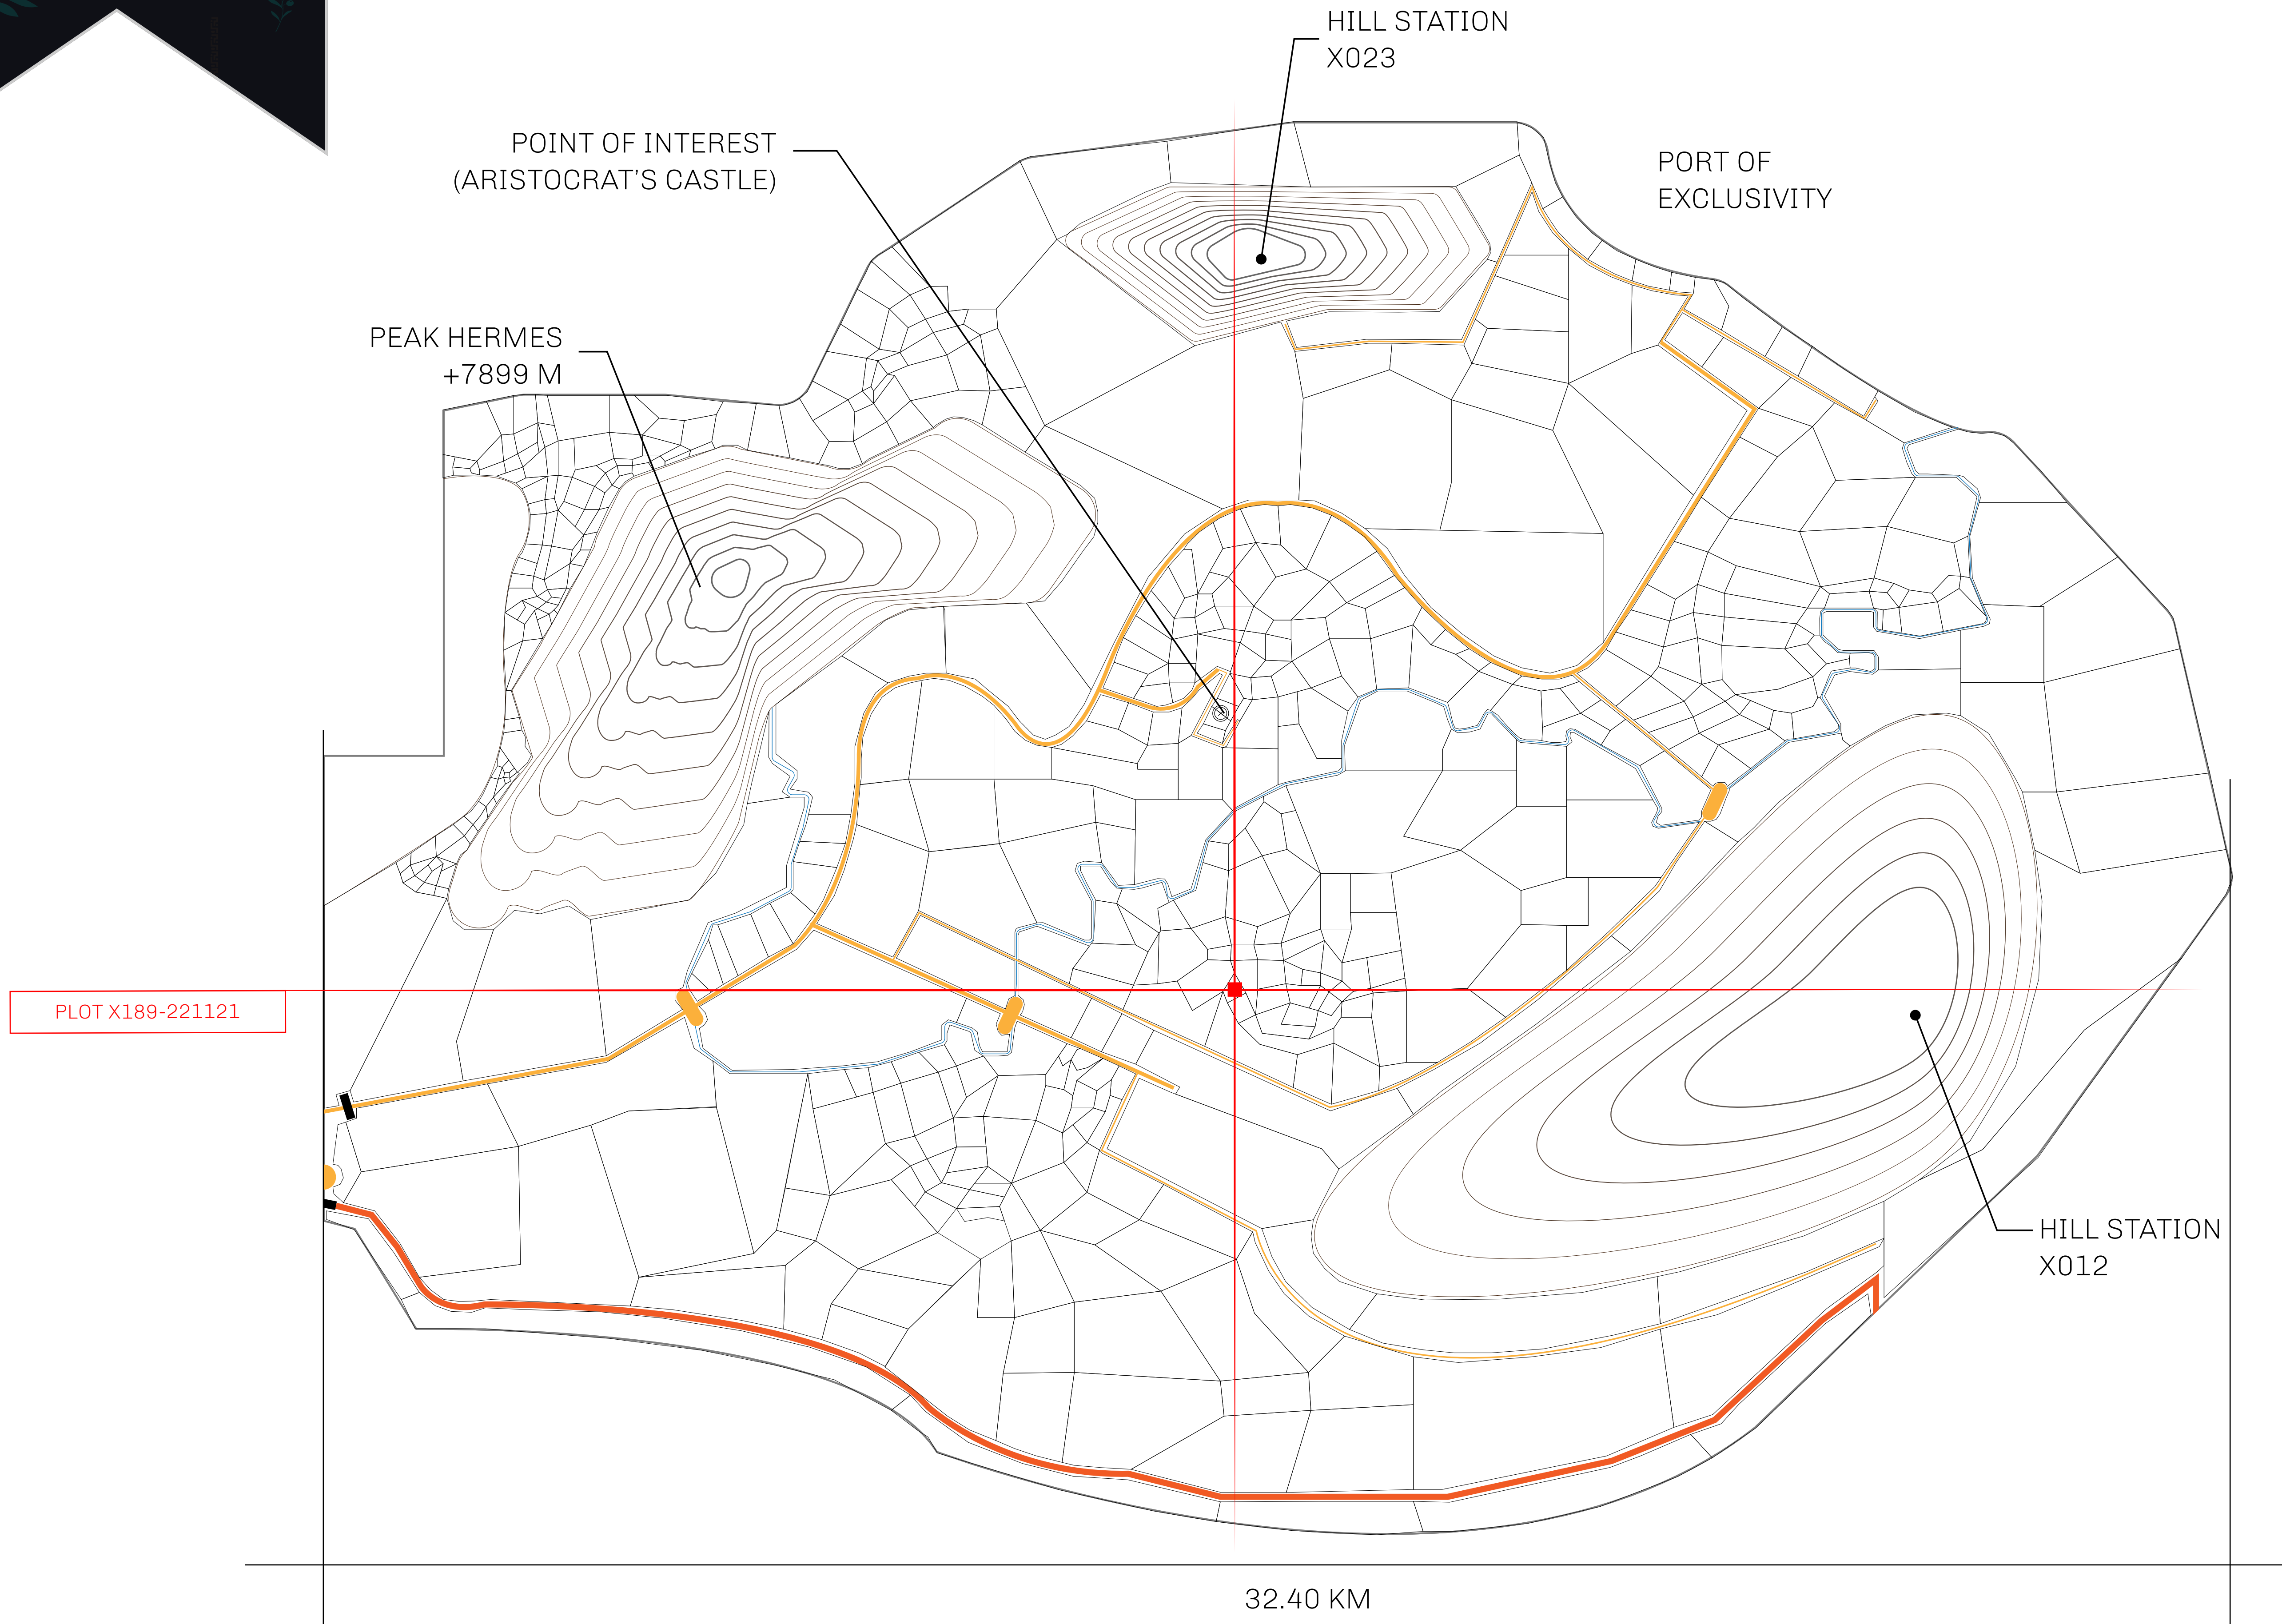 HILL STATION
X023
POINT OF INTEREST
(ARISTOCRAT'S CASTLE)
PORT OF
EXCLUSIVITY
PEAK HERMES
+7899 M
PLOT X189-221121
HILL STATION
X012
32.40 KM